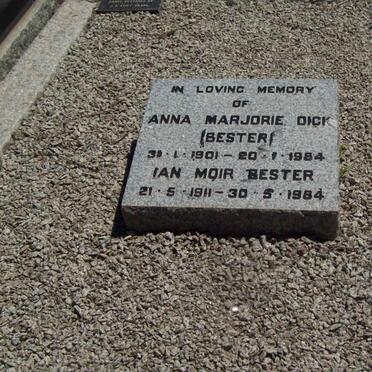 IN LOVING MEMORY
OF
ANNA MARJORIE DICK
(BESTER)
31·1·1901 – 20·1·1984
IAN MOIR BESTER
21·5·1911 – 30·5·1984